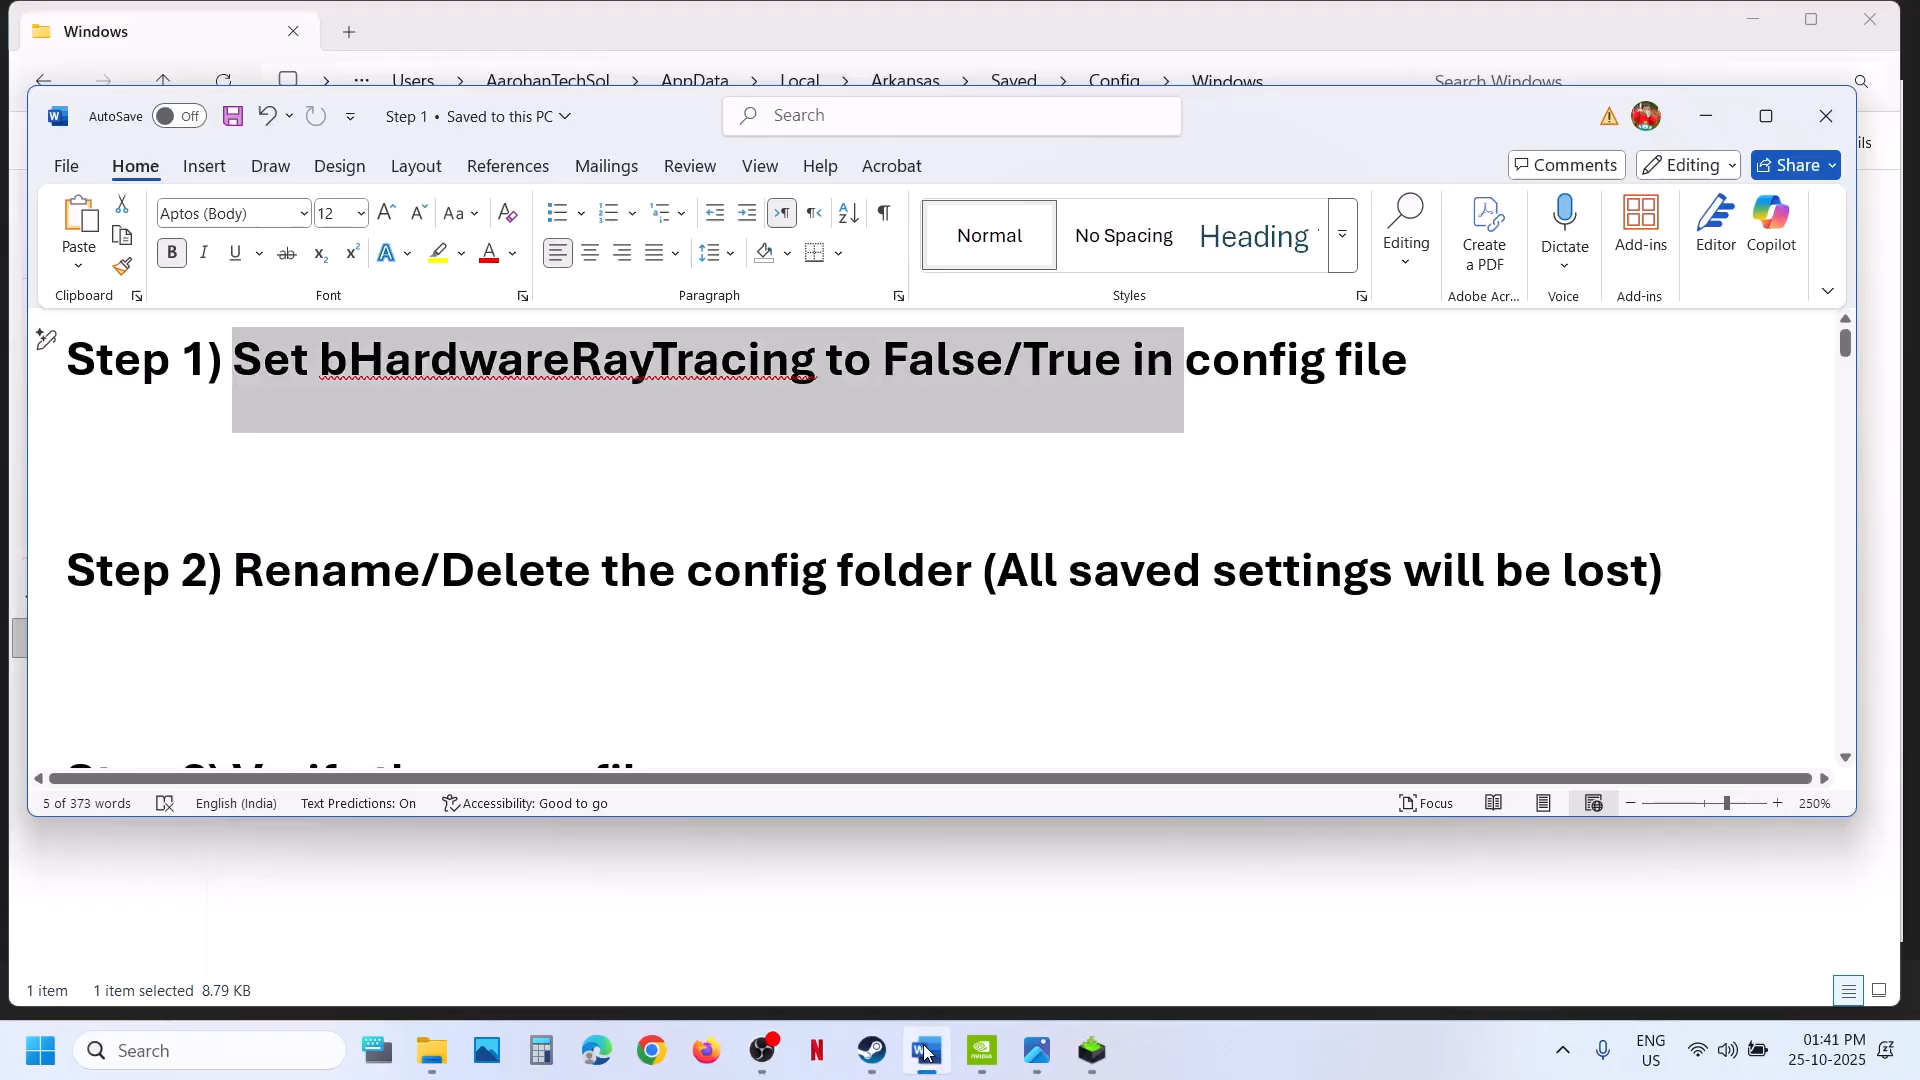 Windows
Users > AarohanTechSol > AppData > Local > Arkansas > Saved > Config > Windows
Search Windows
AutoSave Off
Step 1 • Saved to this PC
Search
File Home Insert Draw Design Layout References Mailings Review View Help Acrobat
Comments Editing Share
Paste
Clipboard
Aptos (Body) 12
Font
Paragraph
Normal No Spacing Heading
Styles
Editing
Create a PDF
Adobe Acr...
Dictate
Voice
Add-ins
Add-ins
Editor Copilot
Step 1) Set bHardwareRayTracing to False/True in config file
Step 2) Rename/Delete the config folder (All saved settings will be lost)
5 of 373 words English (India) Text Predictions: On Accessibility: Good to go
Focus
250%
1 item 1 item selected 8.79 KB
Search
ENG
US
01:41 PM
25-10-2025